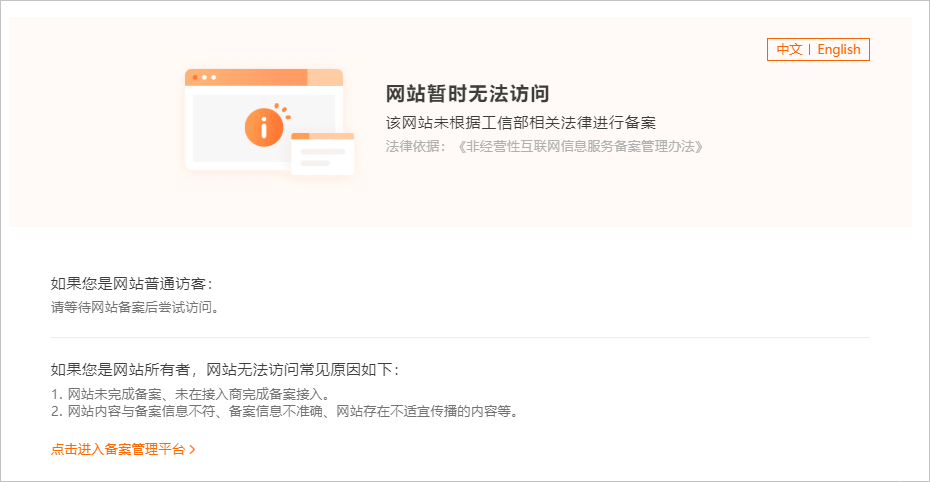 中文 | English
网站暂时无法访问
该网站未根据工信部相关法律进行备案
法律依据：《非经营性互联网信息服务备案管理办法》
如果您是网站普通访客：
请等待网站备案后尝试访问。
如果您是网站所有者，网站无法访问常见原因如下：
1. 网站未完成备案、未在接入商完成备案接入。
2. 网站内容与备案信息不符、备案信息不准确、网站存在不适宜传播的内容等。
点击进入备案管理平台 >